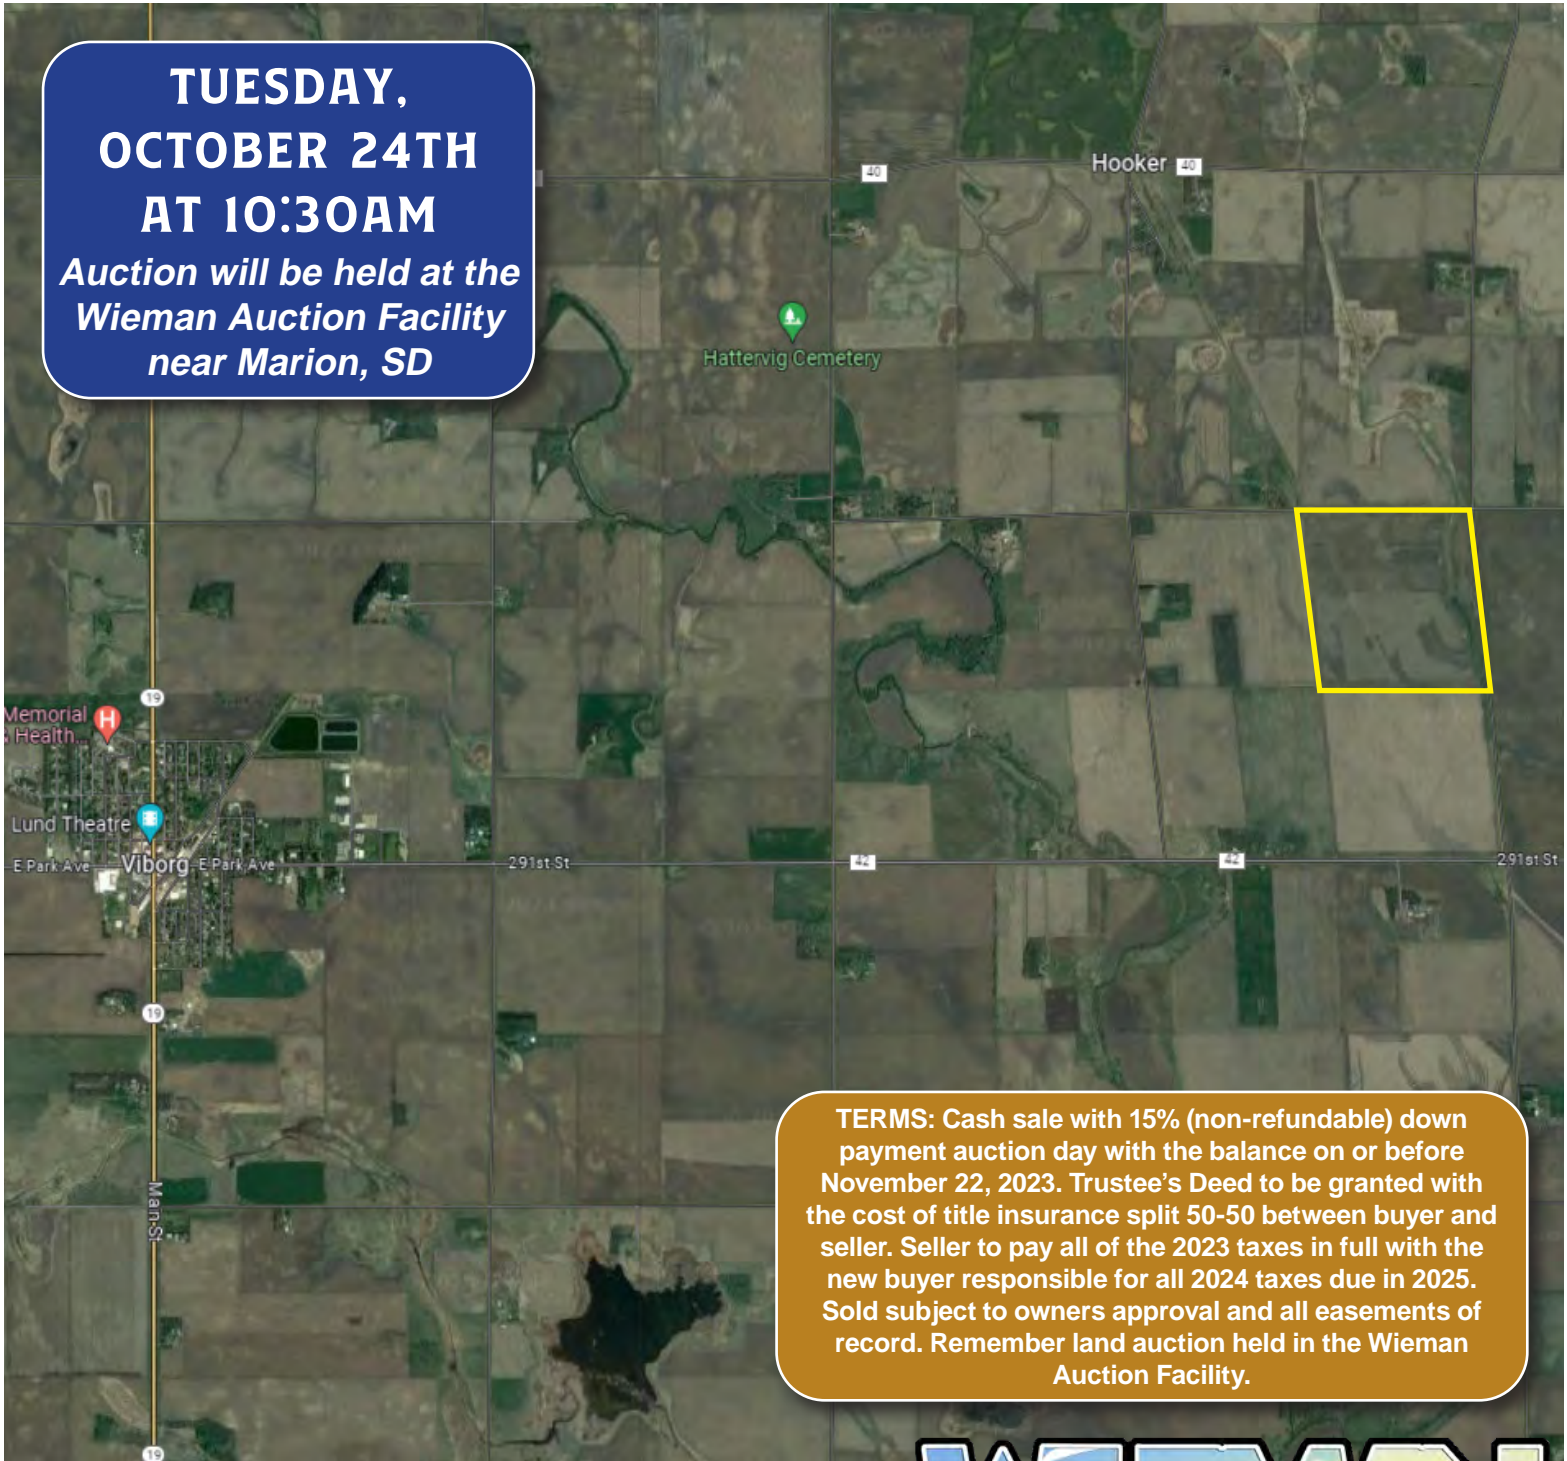 TUESDAY,
OCTOBER 24TH
AT 10:30AM
Auction will be held at the
Wieman Auction Facility
near Marion, SD
40
Hooker 40
Hattervig Cemetery
19
Memorial
& Health...
Lund Theatre
E Park Ave Viborg E Park Ave
291st St
42
42
291st St
19
Main St
19
TERMS: Cash sale with 15% (non-refundable) down
payment auction day with the balance on or before
November 22, 2023. Trustee’s Deed to be granted with
the cost of title insurance split 50-50 between buyer and
seller. Seller to pay all of the 2023 taxes in full with the
new buyer responsible for all 2024 taxes due in 2025.
Sold subject to owners approval and all easements of
record. Remember land auction held in the Wieman
Auction Facility.